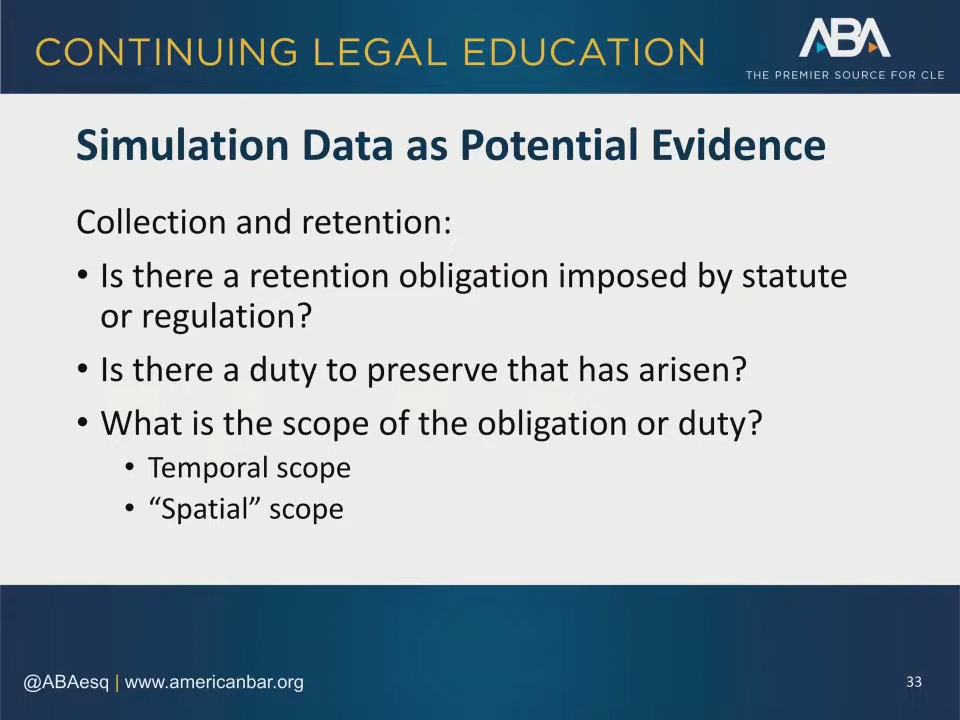 CONTINUING LEGAL EDUCATION
ABA
THE PREMIER SOURCE FOR CLE
Simulation Data as Potential Evidence
Collection and retention:
• Is there a retention obligation imposed by statute
or regulation?
• Is there a duty to preserve that has arisen?
• What is the scope of the obligation or duty?
• Temporal scope
• “Spatial” scope
@ABAesq | www.americanbar.org
33